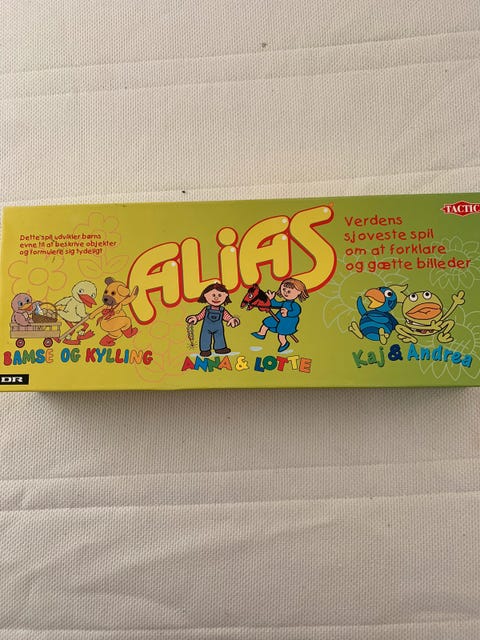 TACTIC
Dette spil udvikler børns
evne til at beskrive objekter
og formulere sig tydeligt
ALiAS
Verdens
sjoveste spil
om at forklare
og gætte billeder
BAMSE OG KYLLING
ANNA & LOTTE
Kaj & Andrea
DR